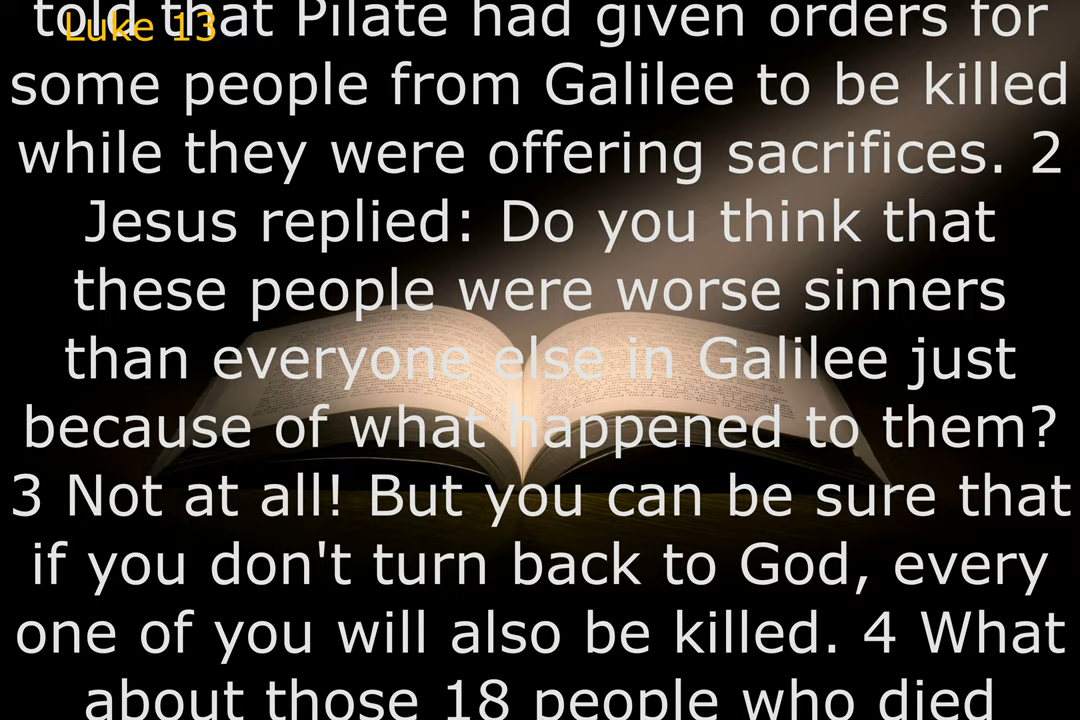 Luke 13
told that Pilate had given orders for
some people from Galilee to be killed
while they were offering sacrifices. 2
Jesus replied: Do you think that
these people were worse sinners
than everyone else in Galilee just
because of what happened to them?
3 Not at all! But you can be sure that
if you don't turn back to God, every
one of you will also be killed. 4 What
about those 18 people who died